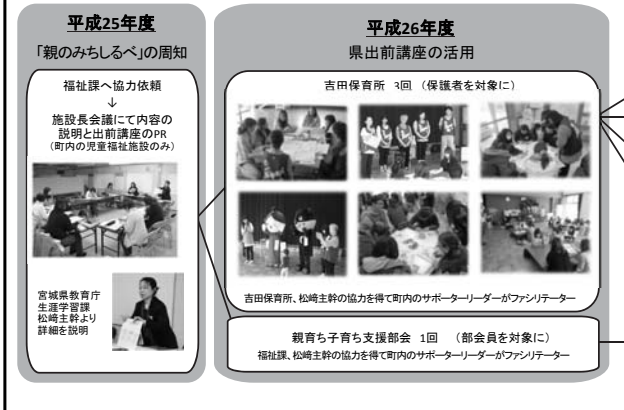 平成25年度
「親のみちしるべ」の周知
福祉課へ協力依頼
↓
施設長会議にて内容の
説明と出前講座のPR
(町内の児童福祉施設のみ)
宮城県教育庁
生涯学習課
松﨑主幹より
詳細を説明
平成26年度
県出前講座の活用
吉田保育所 3回 (保護者を対象に)
吉田保育所、松﨑主幹の協力を得て町内のサポーターリーダーがファシリテーター
親育ち子育ち支援部会 1回 (部会員を対象に)
福祉課、松﨑主幹の協力を得て町内のサポーターリーダーがファシリテーター